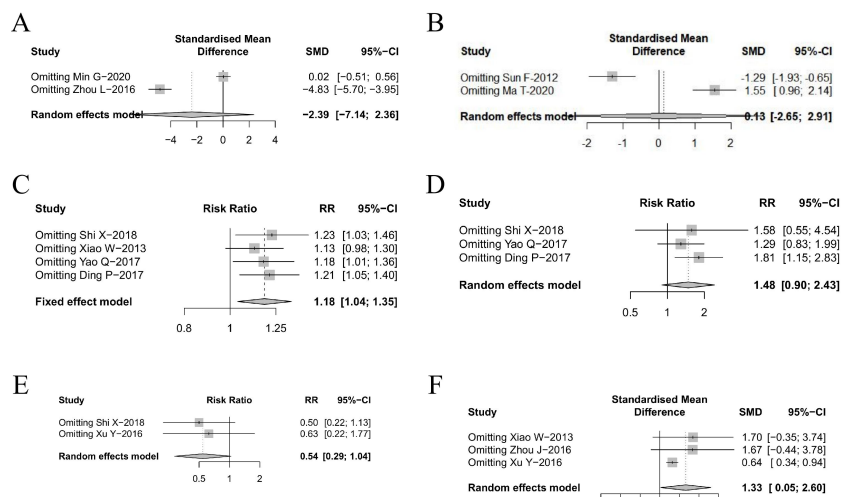 A
Standardised Mean
Study Difference SMD 95%−CI
Omitting Min G−2020 0.02 [−0.51; 0.56]
Omitting Zhou L−2016 −4.83 [−5.70; −3.95]
Random effects model −2.39 [−7.14; 2.36]
−4 −2 0 2 4
B
Standardised Mean
Study Difference SMD 95%-CI
Omitting Sun F-2012 -1.29 [-1.93; -0.65]
Omitting Ma T-2020 1.55 [ 0.96; 2.14]
Random effects model 0.13 [-2.65; 2.91]
-2 -1 0 1 2
C
Study Risk Ratio RR 95%−CI
Omitting Shi X−2018 1.23 [1.03; 1.46]
Omitting Xiao W−2013 1.13 [0.98; 1.30]
Omitting Yao Q−2017 1.18 [1.01; 1.36]
Omitting Ding P−2017 1.21 [1.05; 1.40]
Fixed effect model 1.18 [1.04; 1.35]
0.8 1 1.25
D
Study Risk Ratio RR 95%−CI
Omitting Shi X−2018 1.58 [0.55; 4.54]
Omitting Yao Q−2017 1.29 [0.83; 1.99]
Omitting Ding P−2017 1.81 [1.15; 2.83]
Random effects model 1.48 [0.90; 2.43]
0.5 1 2
E
Study Risk Ratio RR 95%−CI
Omitting Shi X−2018 0.50 [0.22; 1.13]
Omitting Xu Y−2016 0.63 [0.22; 1.77]
Random effects model 0.54 [0.29; 1.04]
0.5 1 2
F
Standardised Mean
Study Difference SMD 95%−CI
Omitting Xiao W−2013 1.70 [−0.35; 3.74]
Omitting Zhou J−2016 1.67 [−0.44; 3.78]
Omitting Xu Y−2016 0.64 [ 0.34; 0.94]
Random effects model 1.33 [ 0.05; 2.60]